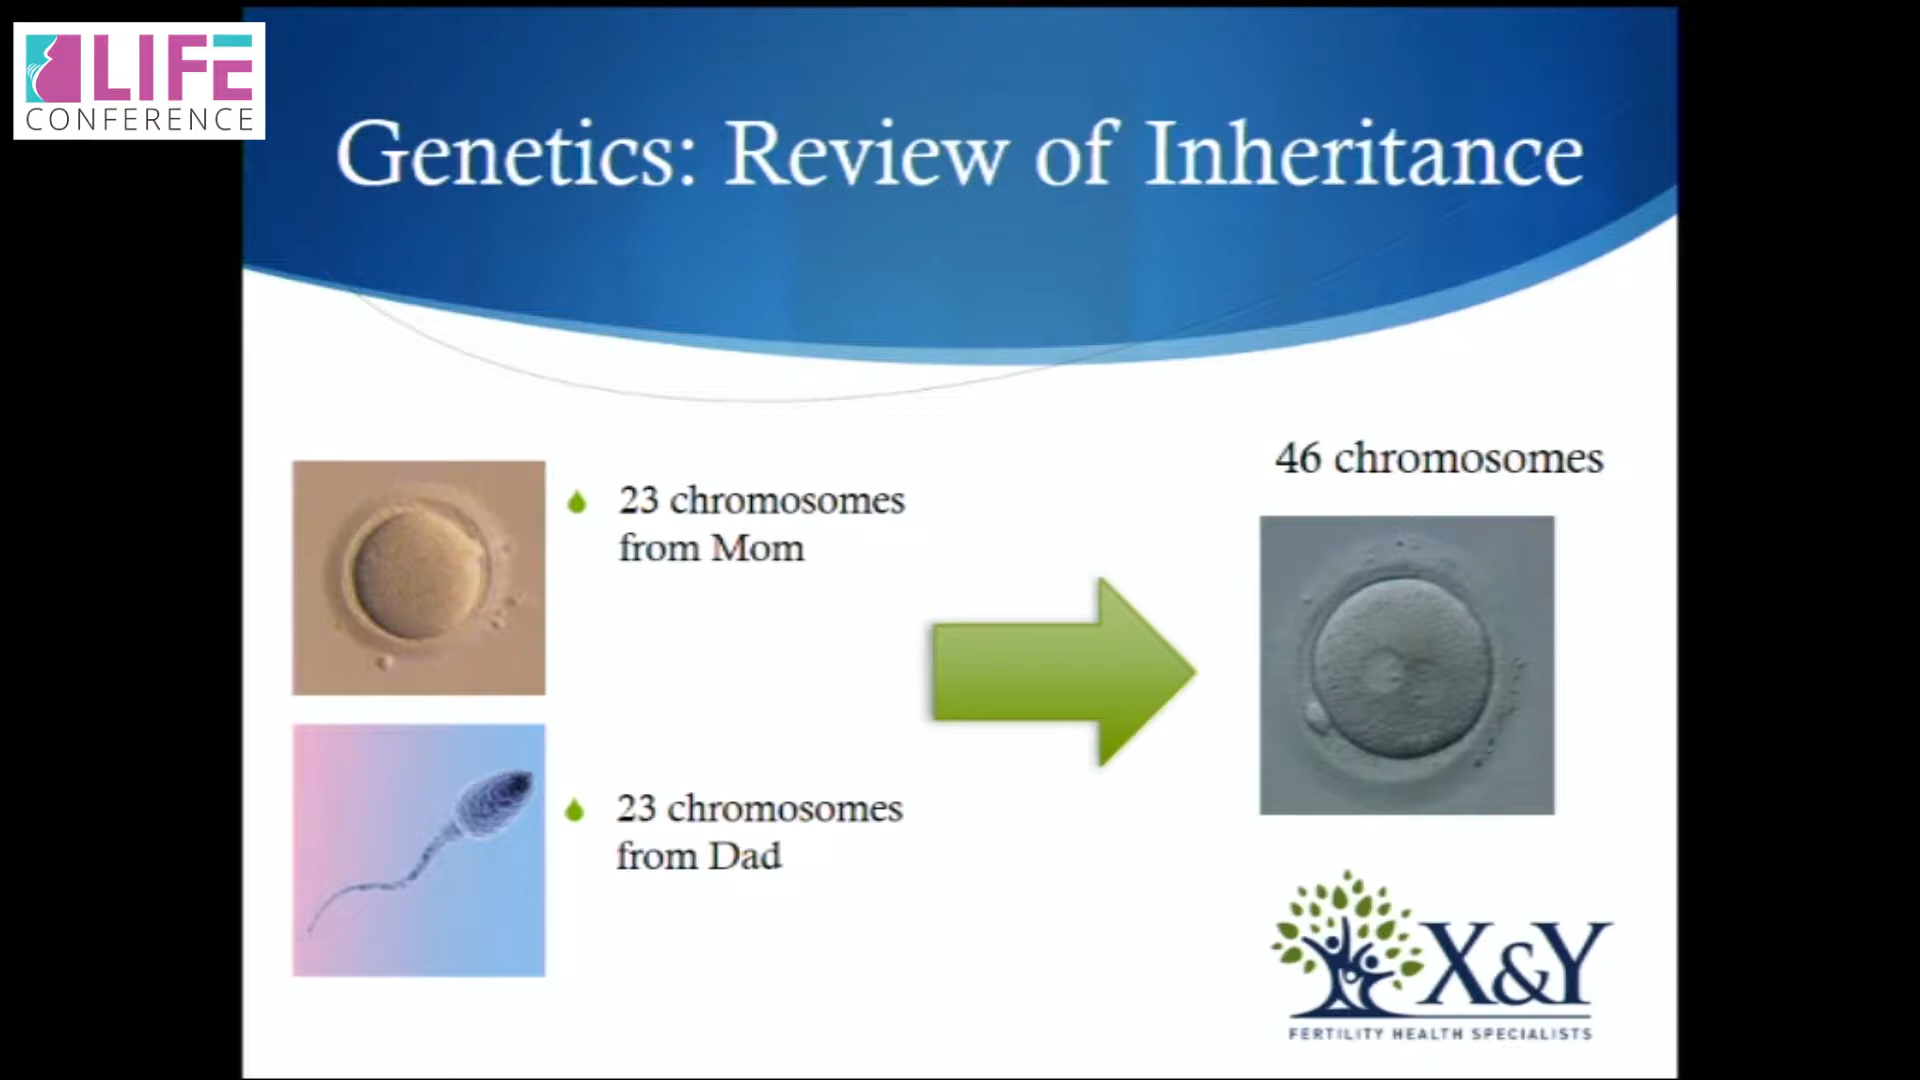 LIFE
CONFERENCE
Genetics: Review of Inheritance
23 chromosomes
from Mom
23 chromosomes
from Dad
46 chromosomes
X&Y
FERTILITY HEALTH SPECIALISTS